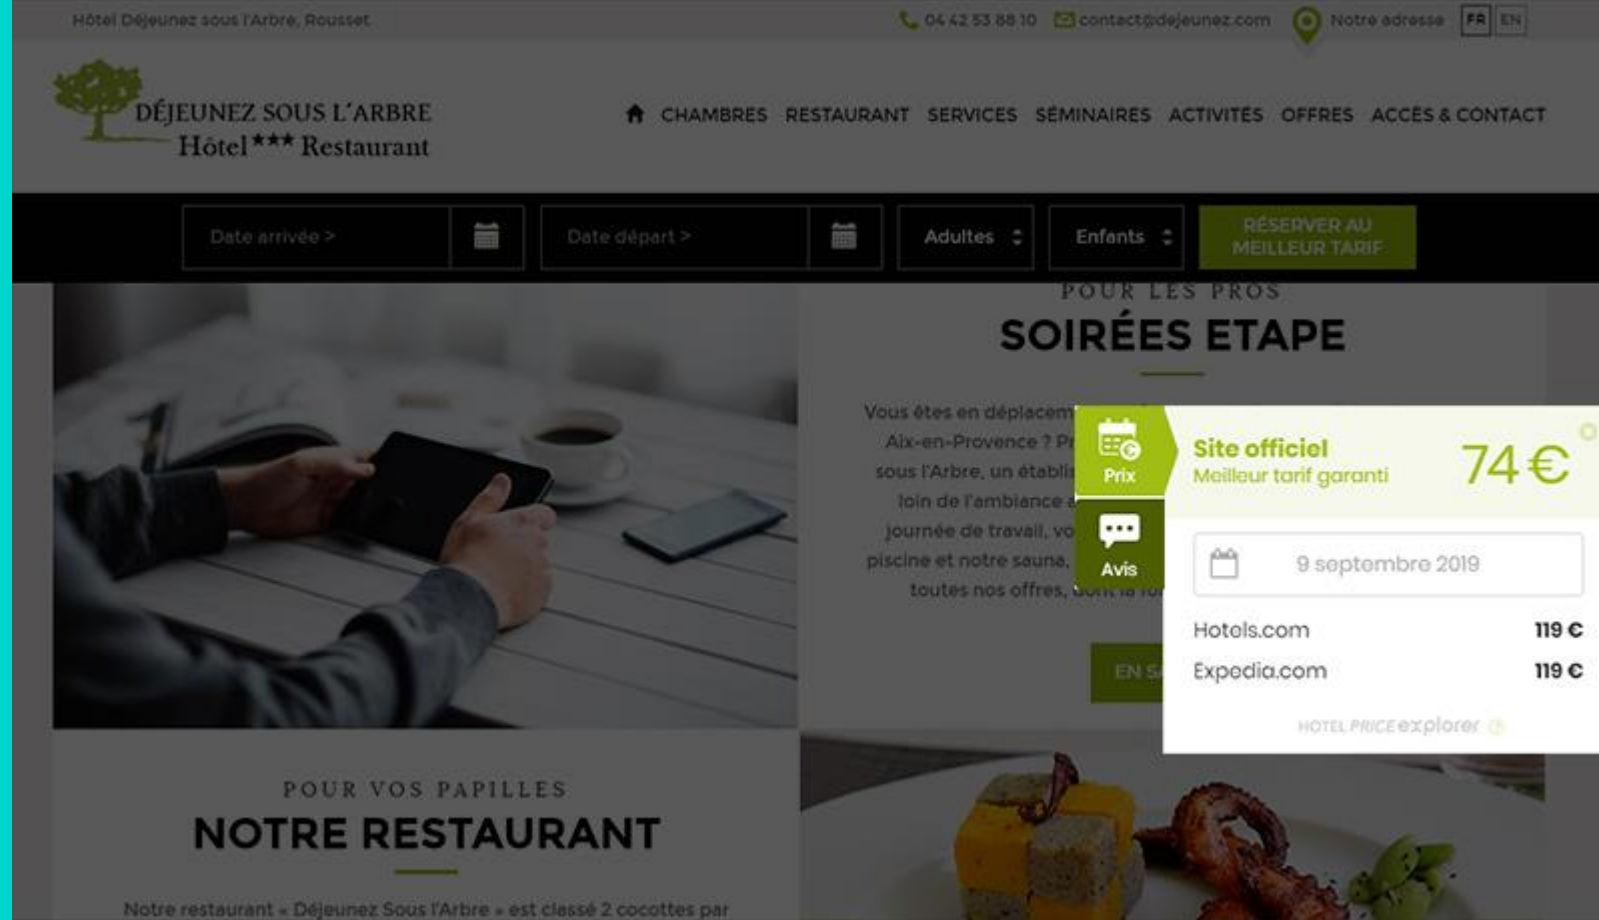 Hôtel Déjeunez sous l'Arbre, Rousset
04 42 53 88 10 contact@dejeunez.com Notre adresse FR EN
DÉJEUNEZ SOUS L'ARBRE
Hôtel★★★ Restaurant
CHAMBRES RESTAURANT SERVICES SÉMINAIRES ACTIVITÉS OFFRES ACCÈS & CONTACT
Date arrivée >
Date départ >
Adultes
Enfants
RÉSERVER AU
MEILLEUR TARIF
POUR LES PROS
SOIRÉES ETAPE
Vous êtes en déplacem
Aix-en-Provence ? Pr
sous l'Arbre, un établi
loin de l'ambiance
journée de travail, vo
piscine et notre sauna,
toutes nos offres, dont la
EN SA
Prix
Avis
Site officiel
Meilleur tarif garanti
74 €
9 septembre 2019
Hotels.com 119 €
Expedia.com 119 €
HOTEL PRICE explorer
POUR VOS PAPILLES
NOTRE RESTAURANT
Notre restaurant « Déjeunez Sous l'Arbre » est classé 2 cocottes par